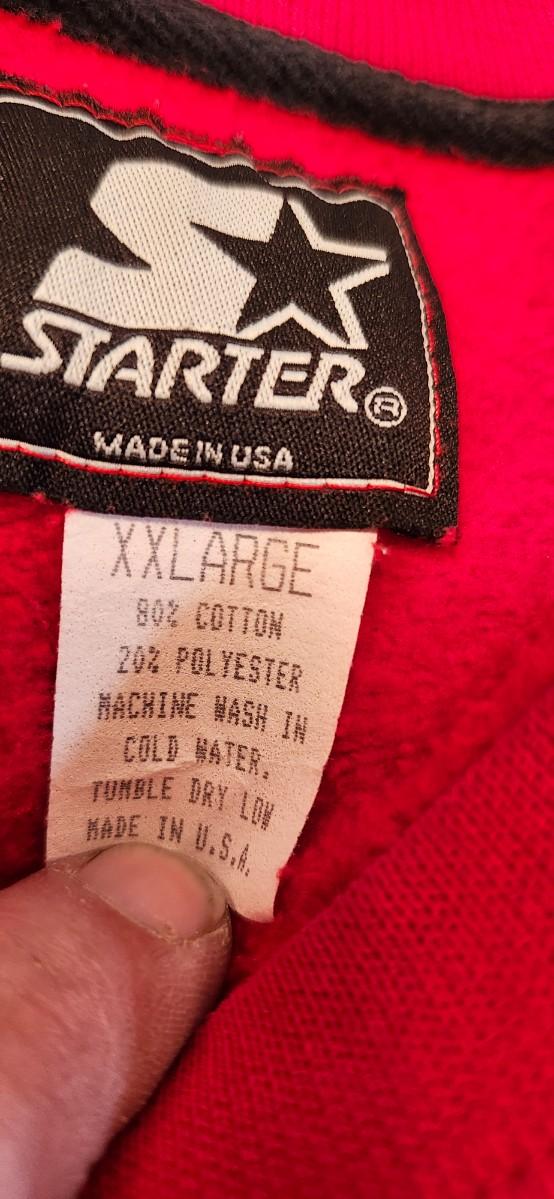 STARTER®
MADE IN USA
XXLARGE
80% COTTON
20% POLYESTER
MACHINE WASH IN
COLD WATER.
TUMBLE DRY LOW
MADE IN U.S.A.